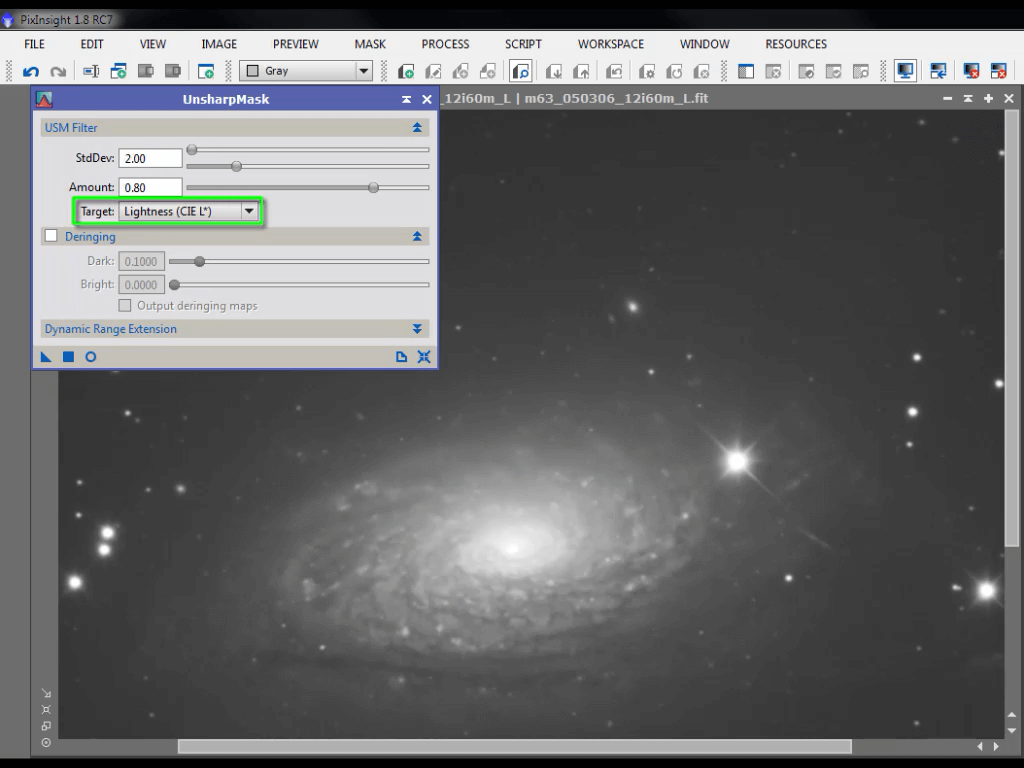 PixInsight 1.8 RC7
FILE EDIT VIEW IMAGE PREVIEW MASK PROCESS SCRIPT WORKSPACE WINDOW RESOURCES
Gray
UnsharpMask
_12i60m_L | m63_050306_12i60m_L.fit
USM Filter
StdDev: 2.00
Amount: 0.80
Target: Lightness (CIE L*)
Deringing
Dark: 0.1000
Bright: 0.0000
Output deringing maps
Dynamic Range Extension